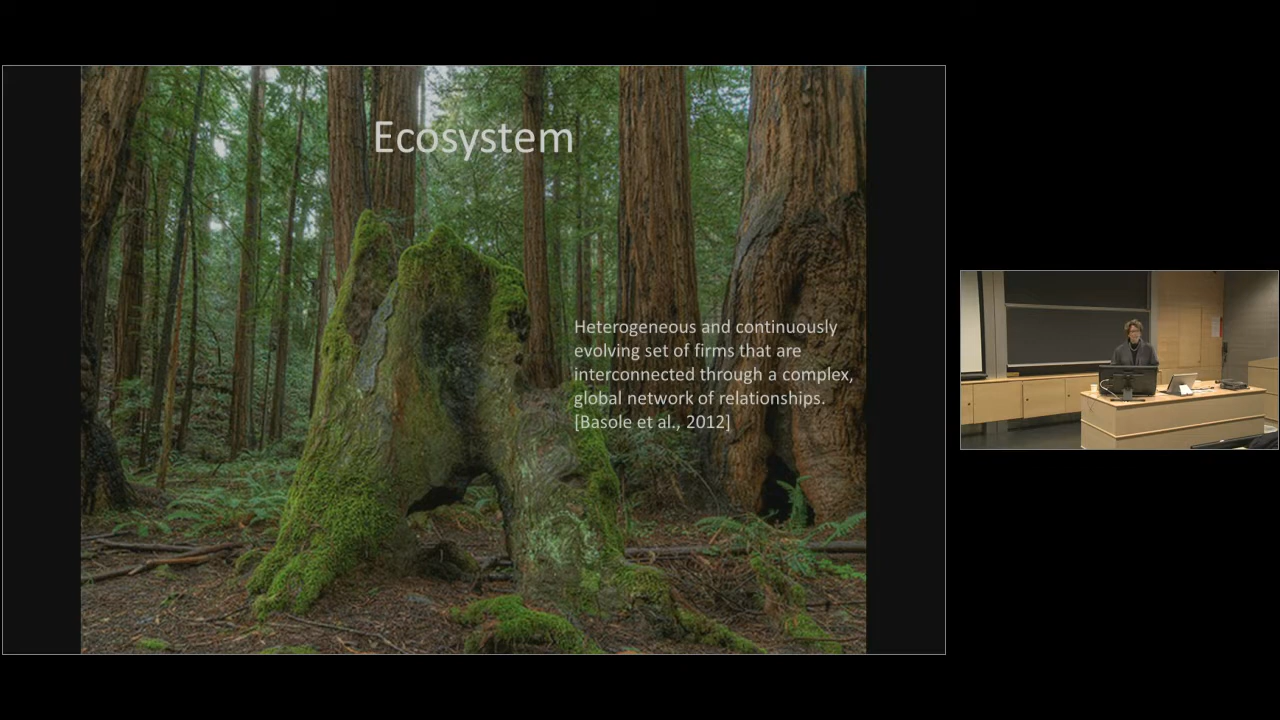 Ecosystem
Heterogeneous and continuously
evolving set of firms that are
interconnected through a complex,
global network of relationships.
[Basole et al., 2012]